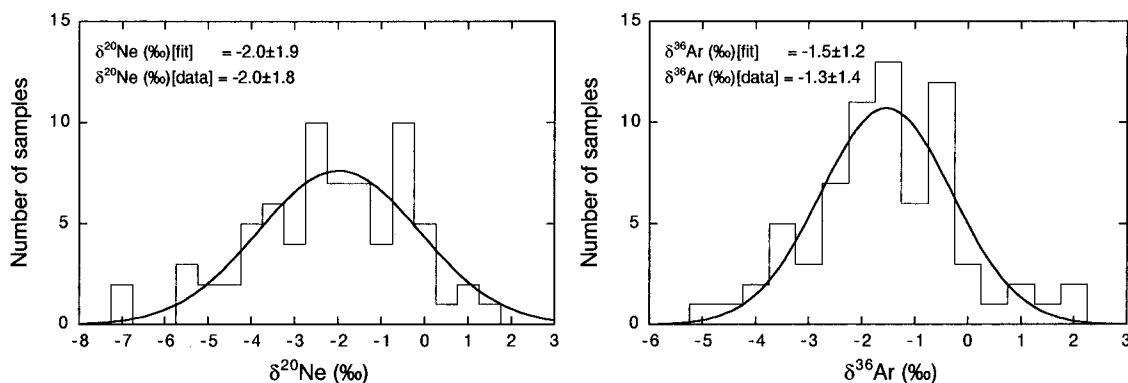 15
10
5
0
Number of samples
δ²⁰Ne (‰)[fit] = -2.0±1.9
δ²⁰Ne (‰)[data] = -2.0±1.8
-8 -7 -6 -5 -4 -3 -2 -1 0 1 2 3
δ²⁰Ne (‰)
15
10
5
0
Number of samples
δ³⁶Ar (‰)[fit] = -1.5±1.2
δ³⁶Ar (‰)[data] = -1.3±1.4
-6 -5 -4 -3 -2 -1 0 1 2 3
δ³⁶Ar (‰)